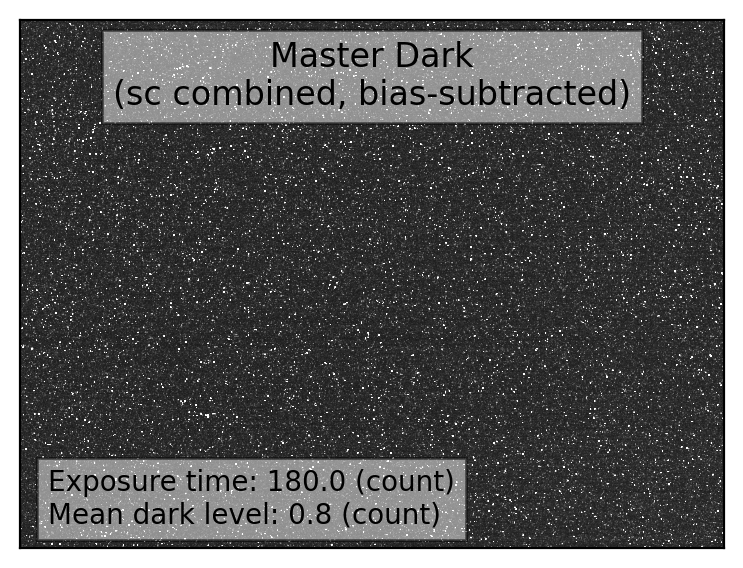 Master Dark
(sc combined, bias-subtracted)
Exposure time: 180.0 (count)
Mean dark level: 0.8 (count)